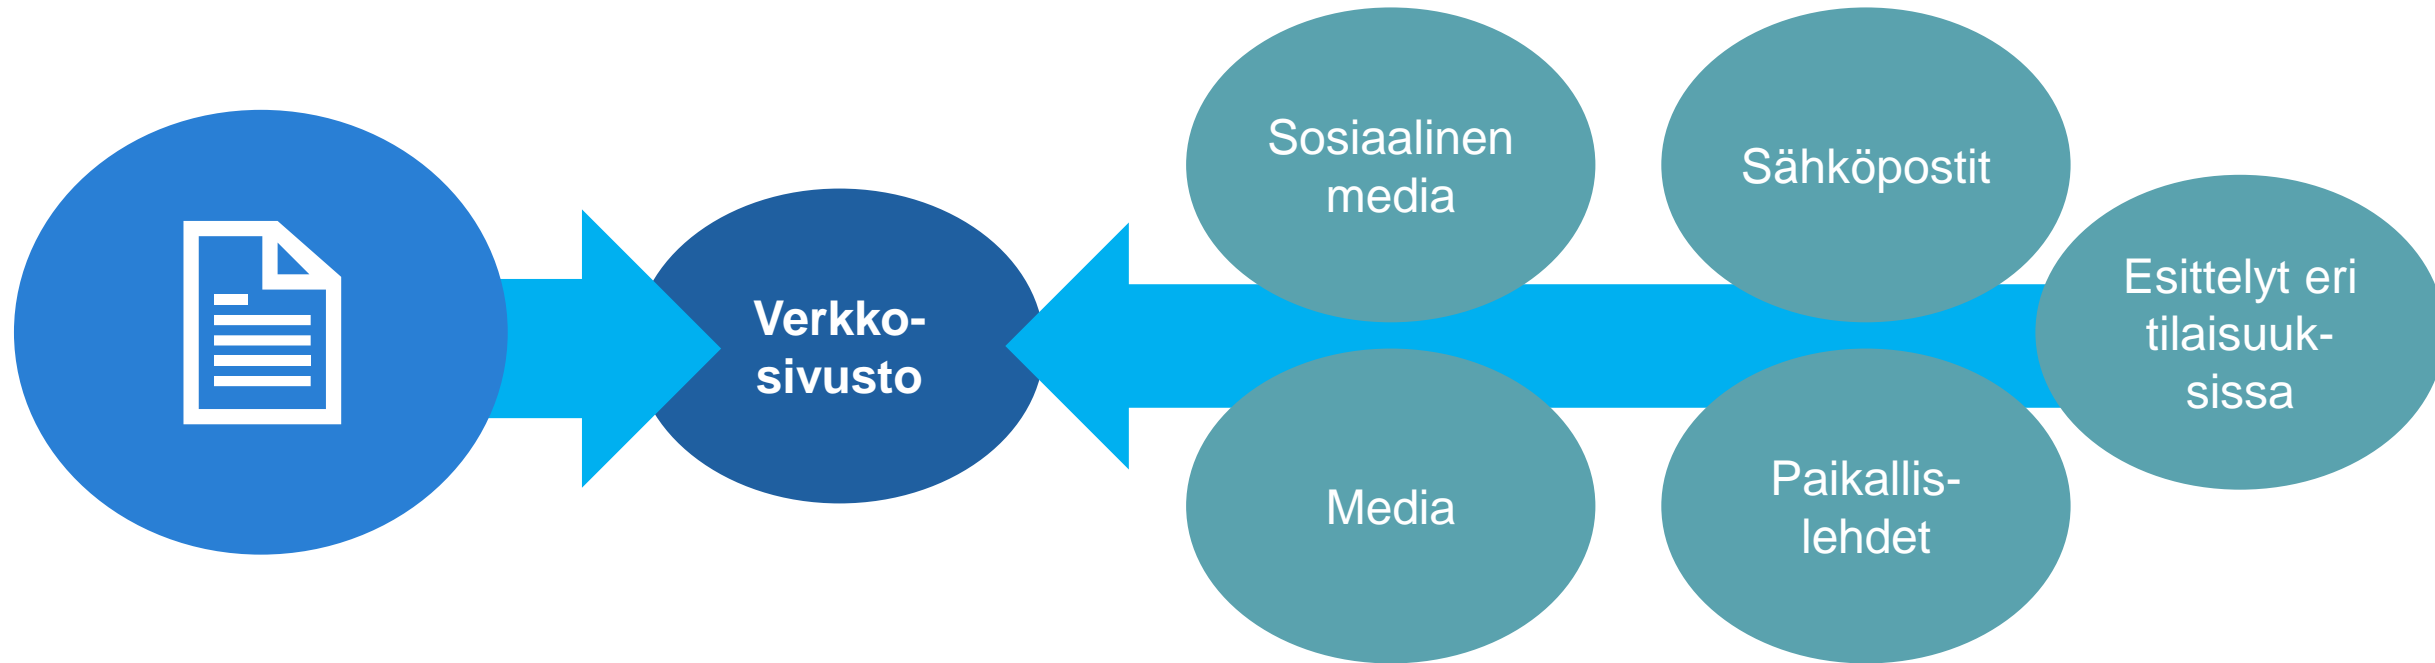 Verkko-
sivusto
Sosiaalinen
media
Sähköpostit
Media
Paikallis-
lehdet
Esittelyt eri
tilaisuuk-
sissa